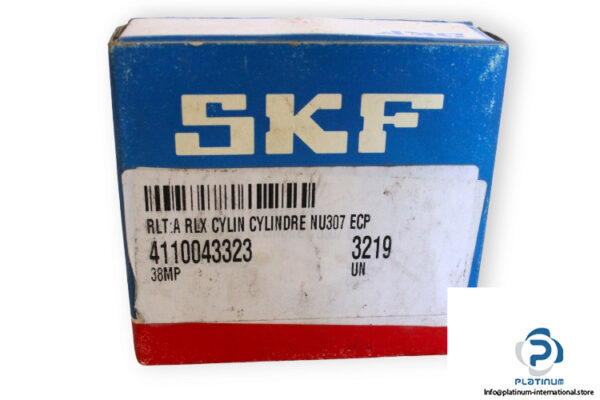 SKF
RLT:A RLX CYLIN CYLINDRE NU307 ECP
4110043323 3219
38MP UN
PLATINUM
Info@platinum-international.store